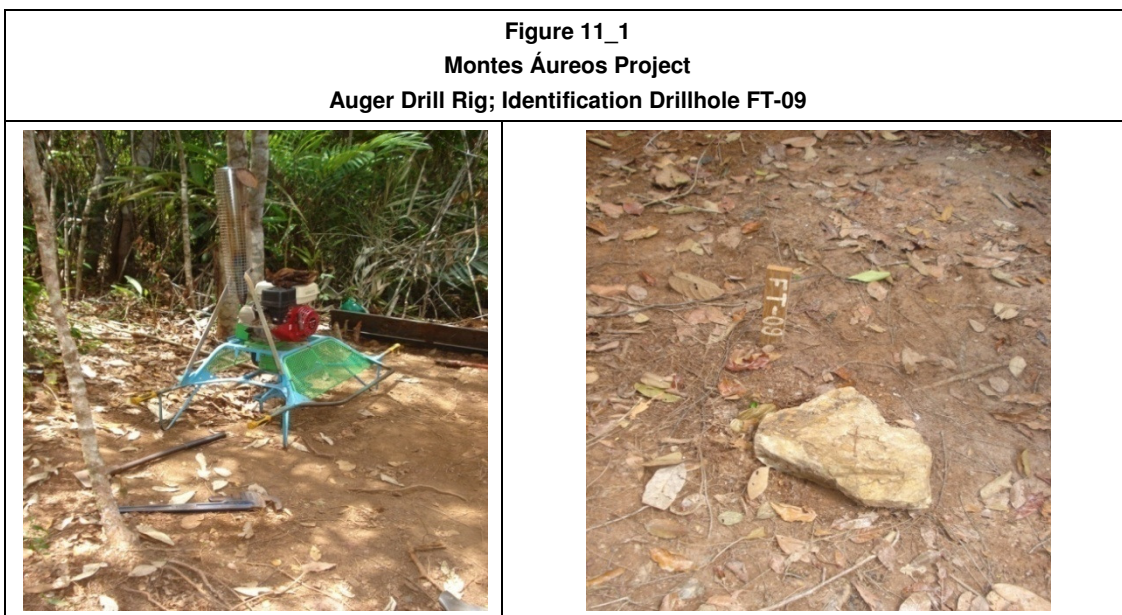 Figure 11_1
Montes Áureos Project
Auger Drill Rig; Identification Drillhole FT-09
FT-09